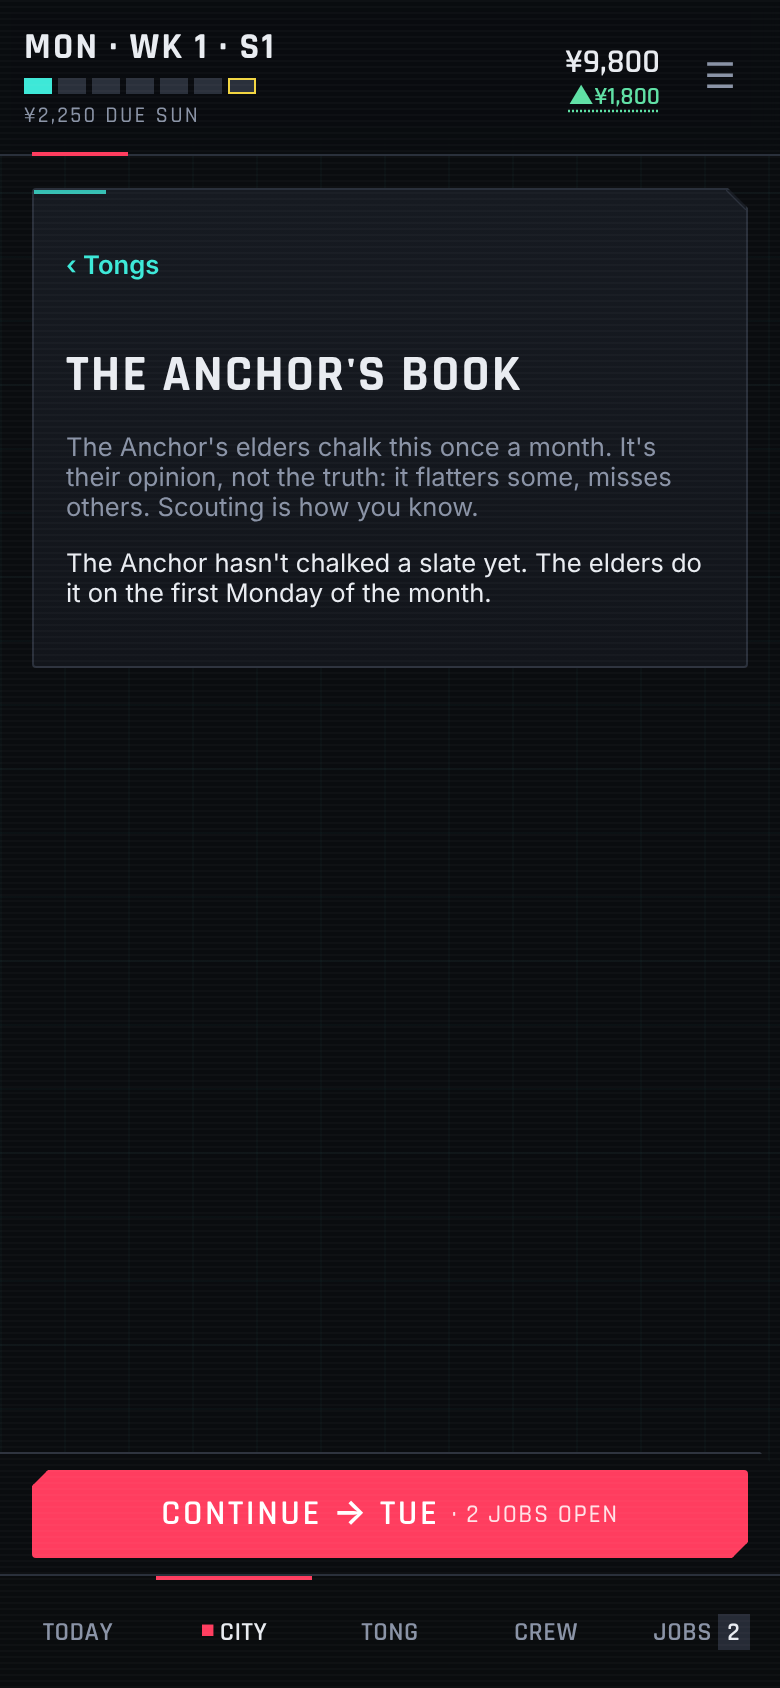 MON · WK 1 · S1
¥2,250 DUE SUN
¥9,800
▲¥1,800
☰
‹ Tongs
THE ANCHOR'S BOOK
The Anchor's elders chalk this once a month. It's
their opinion, not the truth: it flatters some, misses
others. Scouting is how you know.
The Anchor hasn't chalked a slate yet. The elders do
it on the first Monday of the month.
CONTINUE → TUE · 2 JOBS OPEN
TODAY
CITY
TONG
CREW
JOBS 2